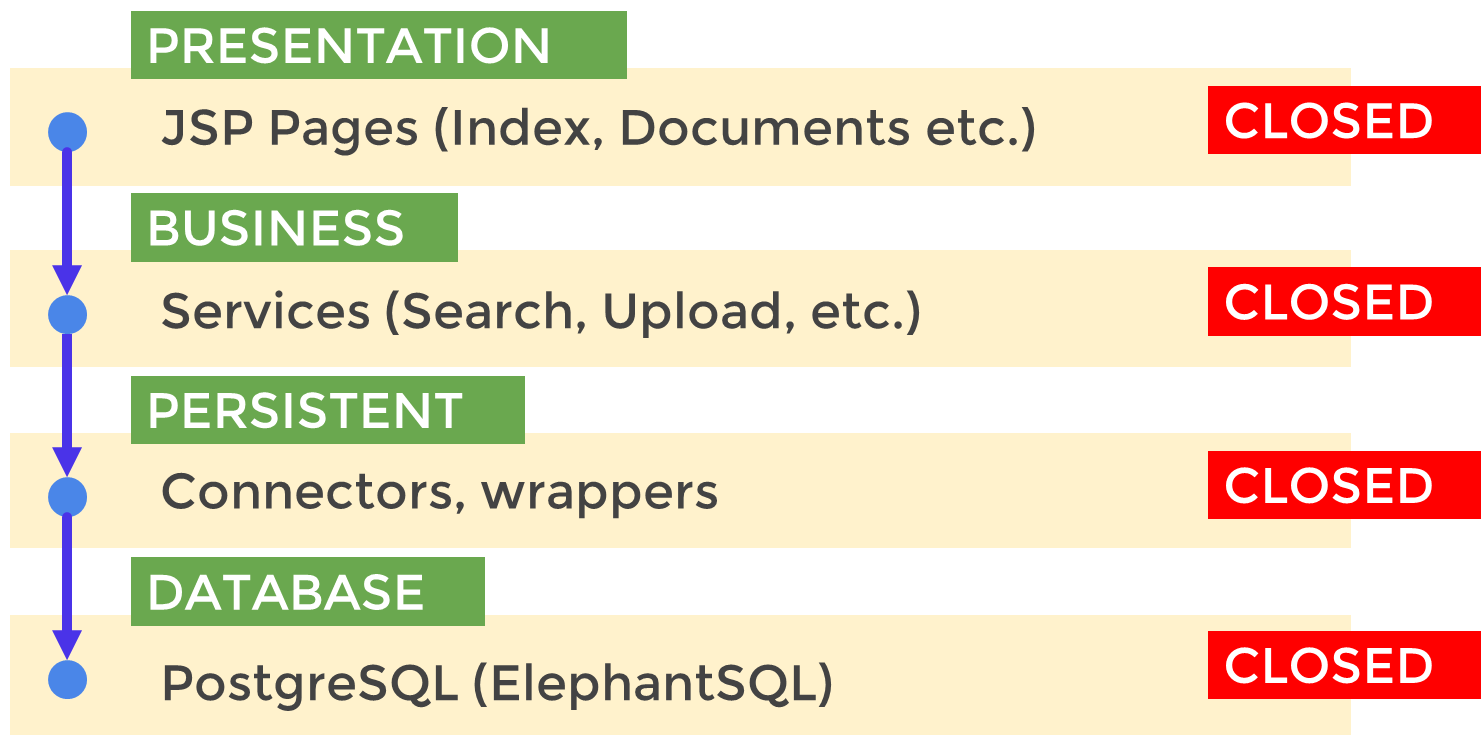 PRESENTATION
JSP Pages (Index, Documents etc.)
CLOSED
BUSINESS
Services (Search, Upload, etc.)
CLOSED
PERSISTENT
Connectors, wrappers
CLOSED
DATABASE
PostgreSQL (ElephantSQL)
CLOSED